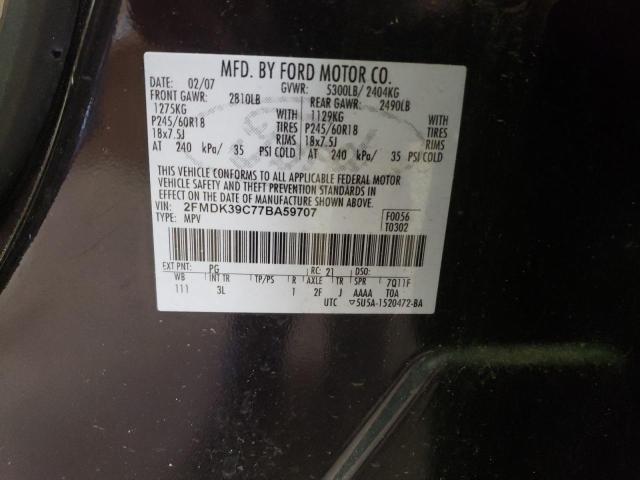 MFD. BY FORD MOTOR CO.
DATE: 02/07 GVWR: 5300LB/ 2404KG
FRONT GAWR: 2810LB REAR GAWR: 2490LB
1275KG 1129KG
P245/60R18 TIRES P245/60R18 TIRES
18x7.5J RIMS 18x7.5J RIMS
AT 240 kPa/ 35 PSI COLD AT 240 kPa/ 35 PSI COLD
THIS VEHICLE CONFORMS TO ALL APPLICABLE FEDERAL MOTOR
VEHICLE SAFETY AND THEFT PREVENTION STANDARDS IN
EFFECT ON THE DATE OF MANUFACTURE SHOWN ABOVE.
VIN: 2FMDK39C77BA59707 F0056
TYPE: MPV T0302
EXT PNT: PG RC: 21 DSO:
WB INT TR TP/PS R AXLE TR SPR 7Q11F
111 3L 1 2F J AAAA TOA
UTC ▽5U5A-1520472-BA